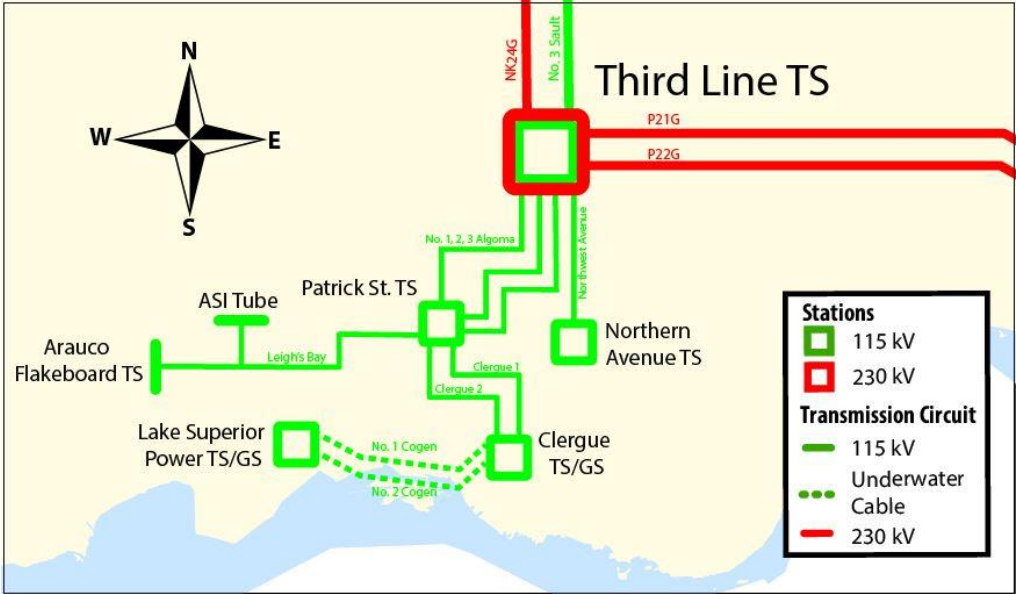 NK24G
No. 3 Sault
Third Line TS
N
W
E
S
P21G
P22G
No. 1, 2, 3 Algoma
Northwest Avenue
Patrick St. TS
ASI Tube
Arauco
Flakeboard TS
Leigh's Bay
Northern
Avenue TS
Clergue 1
Clergue 2
Lake Superior
Power TS/GS
No. 1 Cogen
No. 2 Cogen
Clergue
TS/GS
Stations
115 kV
230 kV
Transmission Circuit
115 kV
Underwater
Cable
230 kV